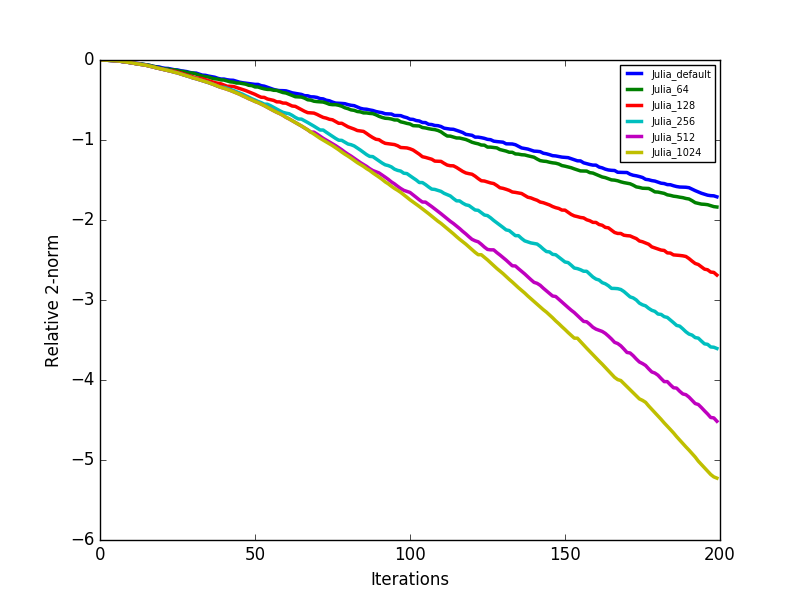 0
−1
−2
−3
−4
−5
−6
Relative 2-norm
0
50
100
150
200
Iterations
Julia_default
Julia_64
Julia_128
Julia_256
Julia_512
Julia_1024